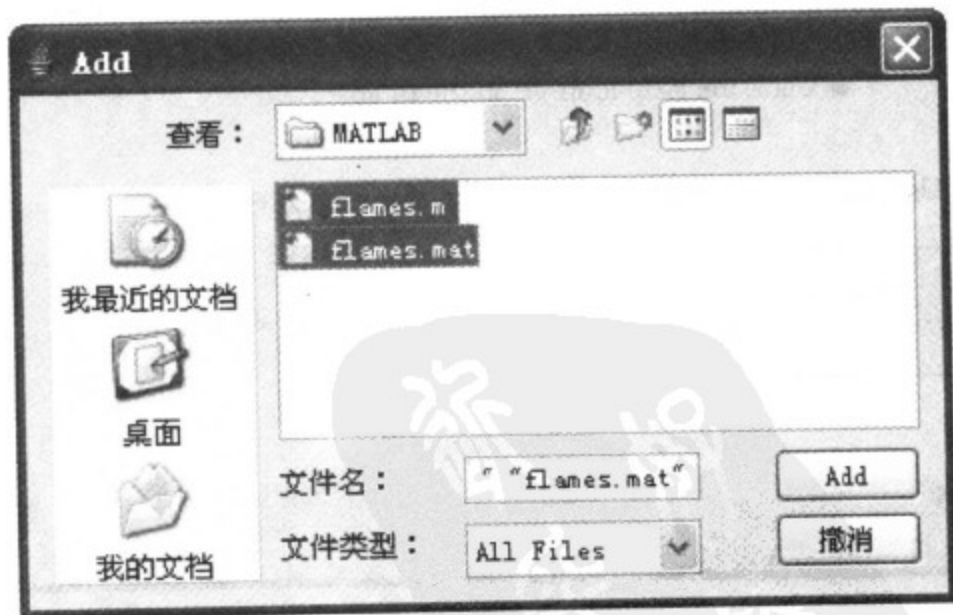 Add
查看：
MATLAB
flames.m
flames.mat
我最近的文档
桌面
我的文档
文件名：
" "flames.mat"
Add
文件类型：
All Files
撤消